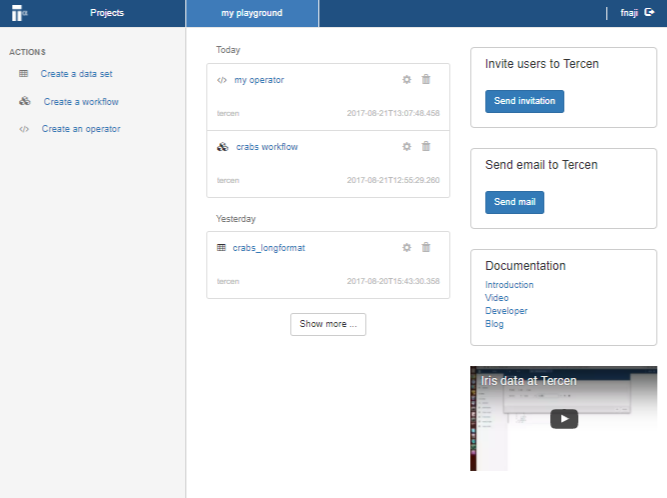 Projects
my playground
fnaji
ACTIONS
Create a data set
Create a workflow
Create an operator
Today
my operator
tercen 2017-08-21T13:07:48.458
crabs workflow
tercen 2017-08-21T12:55:29.260
Yesterday
crabs_longformat
tercen 2017-08-20T15:43:30.358
Show more ...
Invite users to Tercen
Send invitation
Send email to Tercen
Send mail
Documentation
Introduction
Video
Developer
Blog
Iris data at Tercen